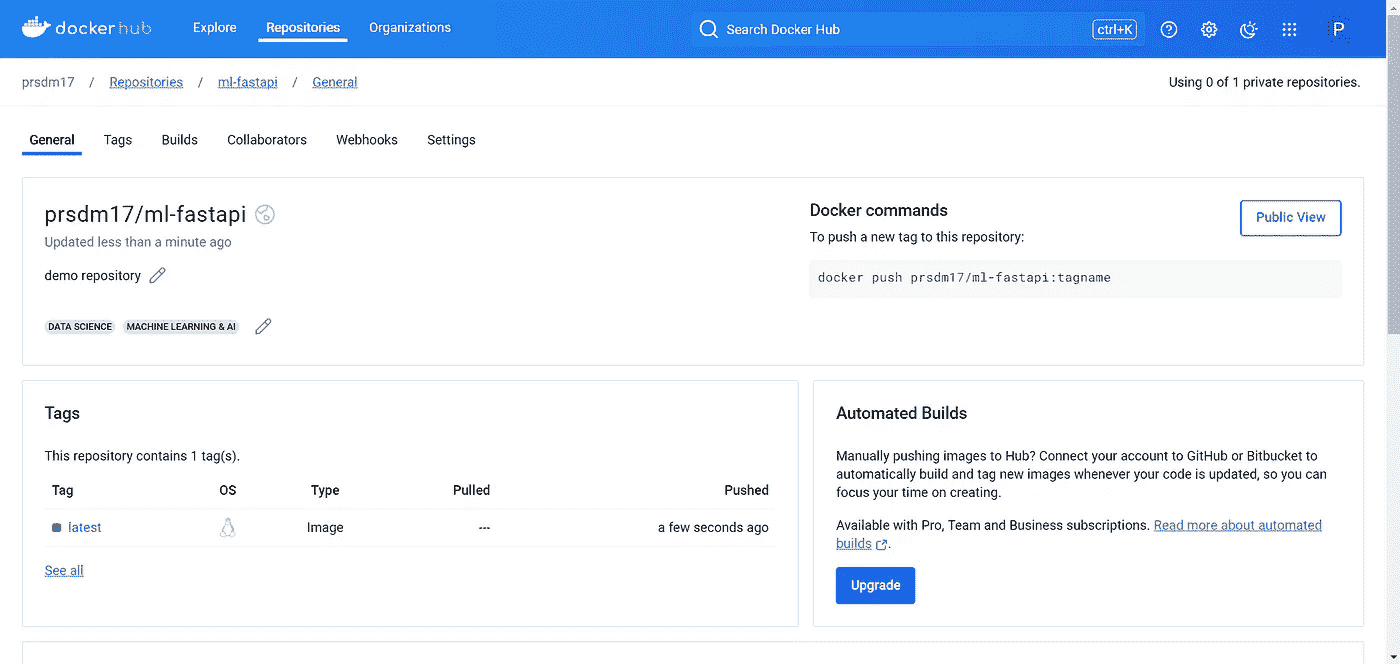 docker hub Explore Repositories Organizations Search Docker Hub ctrl+K P
prsdm17 / Repositories / ml-fastapi / General Using 0 of 1 private repositories.
General Tags Builds Collaborators Webhooks Settings
prsdm17/ml-fastapi
Updated less than a minute ago
demo repository
DATA SCIENCE MACHINE LEARNING & AI
Docker commands
Public View
To push a new tag to this repository:
docker push prsdm17/ml-fastapi:tagname
Tags
This repository contains 1 tag(s).
Tag OS Type Pulled Pushed
latest Image --- a few seconds ago
See all
Automated Builds
Manually pushing images to Hub? Connect your account to GitHub or Bitbucket to
automatically build and tag new images whenever your code is updated, so you can
focus your time on creating.
Available with Pro, Team and Business subscriptions. Read more about automated
builds.
Upgrade